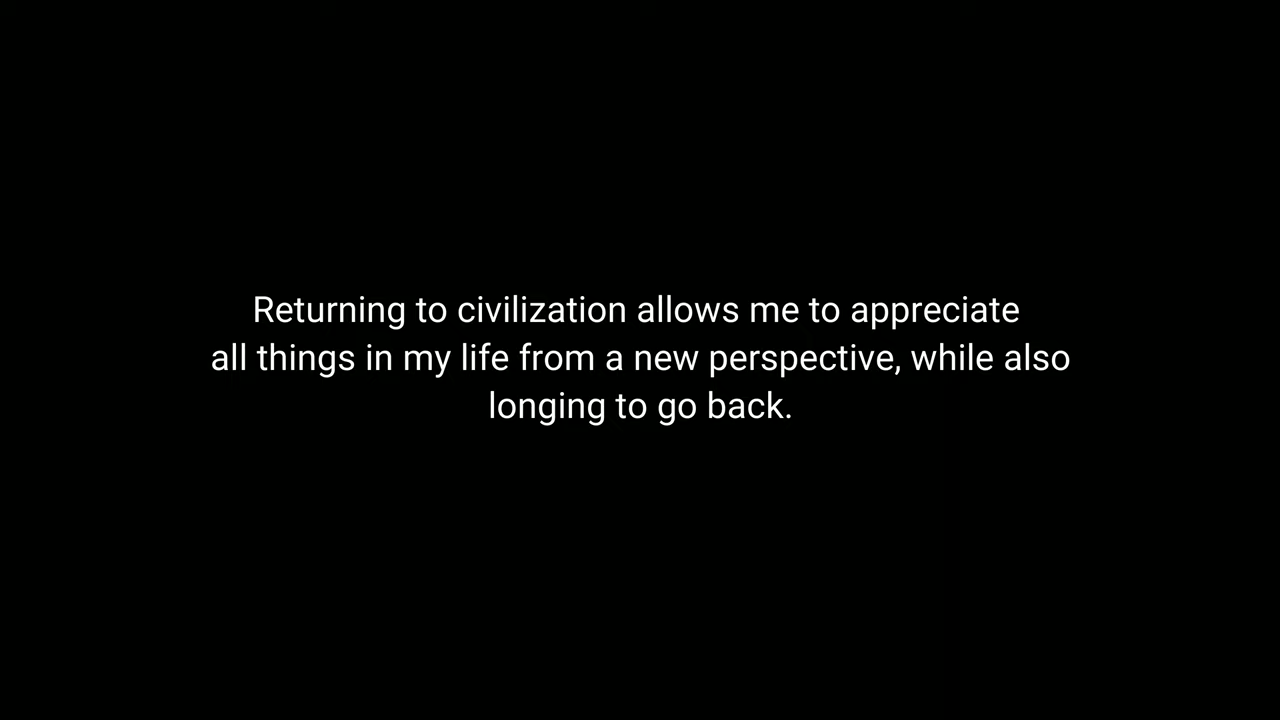 Returning to civilization allows me to appreciate
all things in my life from a new perspective, while also
longing to go back.